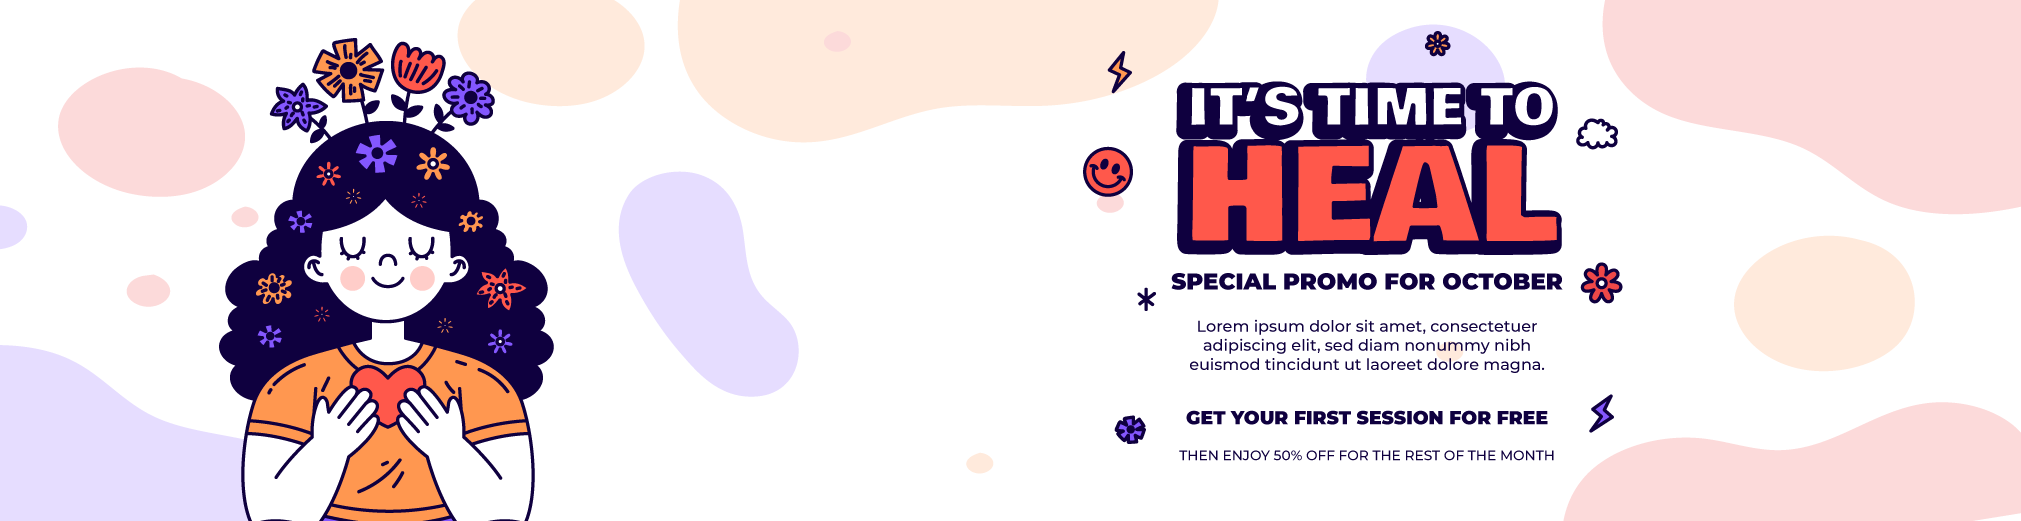 IT'S TIME TO
HEAL
SPECIAL PROMO FOR OCTOBER
Lorem ipsum dolor sit amet, consectetuer
adipiscing elit, sed diam nonummy nibh
euismod tincidunt ut laoreet dolore magna.
GET YOUR FIRST SESSION FOR FREE
THEN ENJOY 50% OFF FOR THE REST OF THE MONTH